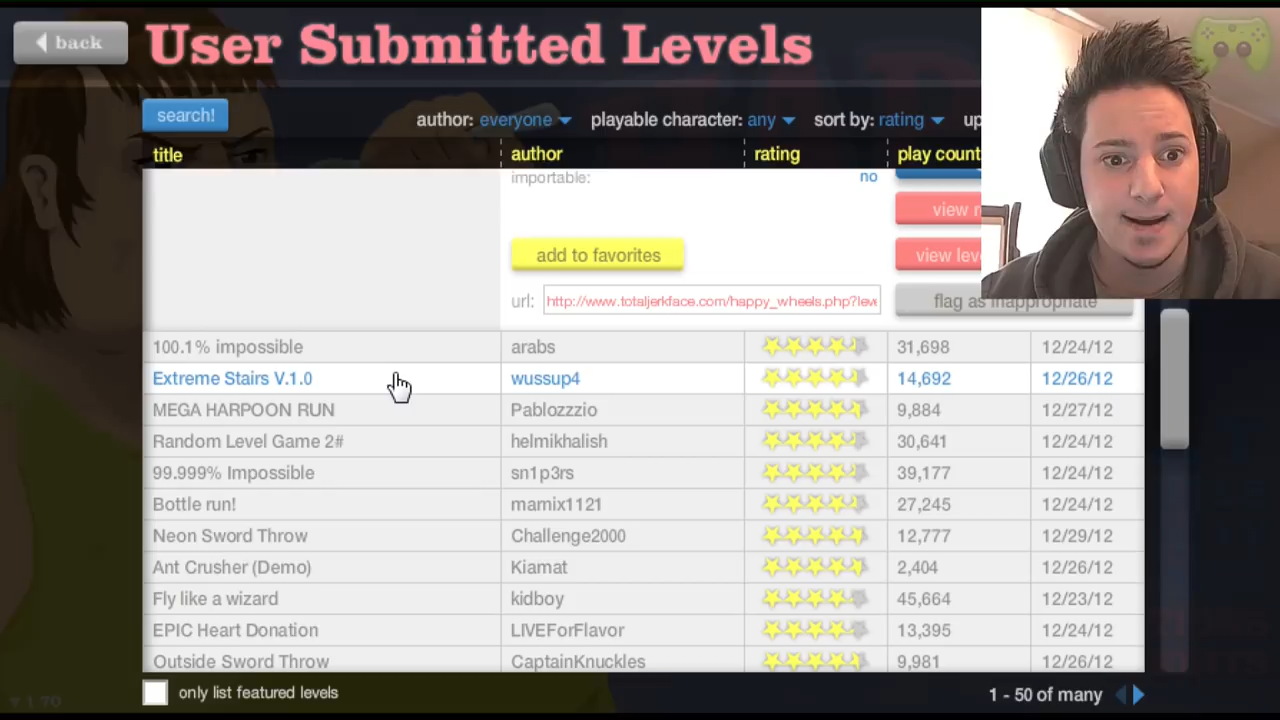 back
User Submitted Levels
search!
author: everyone playable character: any sort by: rating up
title author rating play count
importable: no
view
add to favorites
view
url: http://www.totaljerkface.com/happy_wheels.php?lev
flag as inappropriate
100.1% impossible arabs 31,698 12/24/12
Extreme Stairs V.1.0 wussup4 14,692 12/26/12
MEGA HARPOON RUN Pablozzzio 9,884 12/27/12
Random Level Game 2# helmikhalish 30,641 12/24/12
99.999% Impossible sn1p3rs 39,177 12/24/12
Bottle run! mamix1121 27,245 12/24/12
Neon Sword Throw Challenge2000 12,777 12/29/12
Ant Crusher (Demo) Kiamat 2,404 12/26/12
Fly like a wizard kidboy 45,664 12/23/12
EPIC Heart Donation LIVEForFlavor 13,395 12/24/12
Outside Sword Throw CaptainKnuckles 9,981 12/26/12
only list featured levels 1 - 50 of many
v 1.70